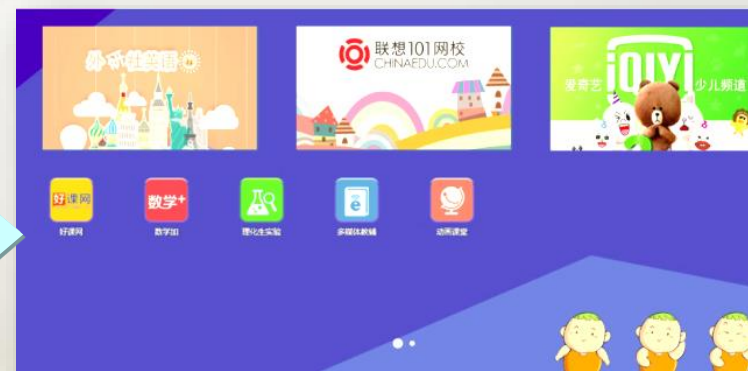 外研社英语
联想101网校
CHINAEDU.COM
爱奇艺
iQIYI
少儿频道
好课网
数学+
e
好课网
数学加
理化生实验
多媒体教辅
动画课堂